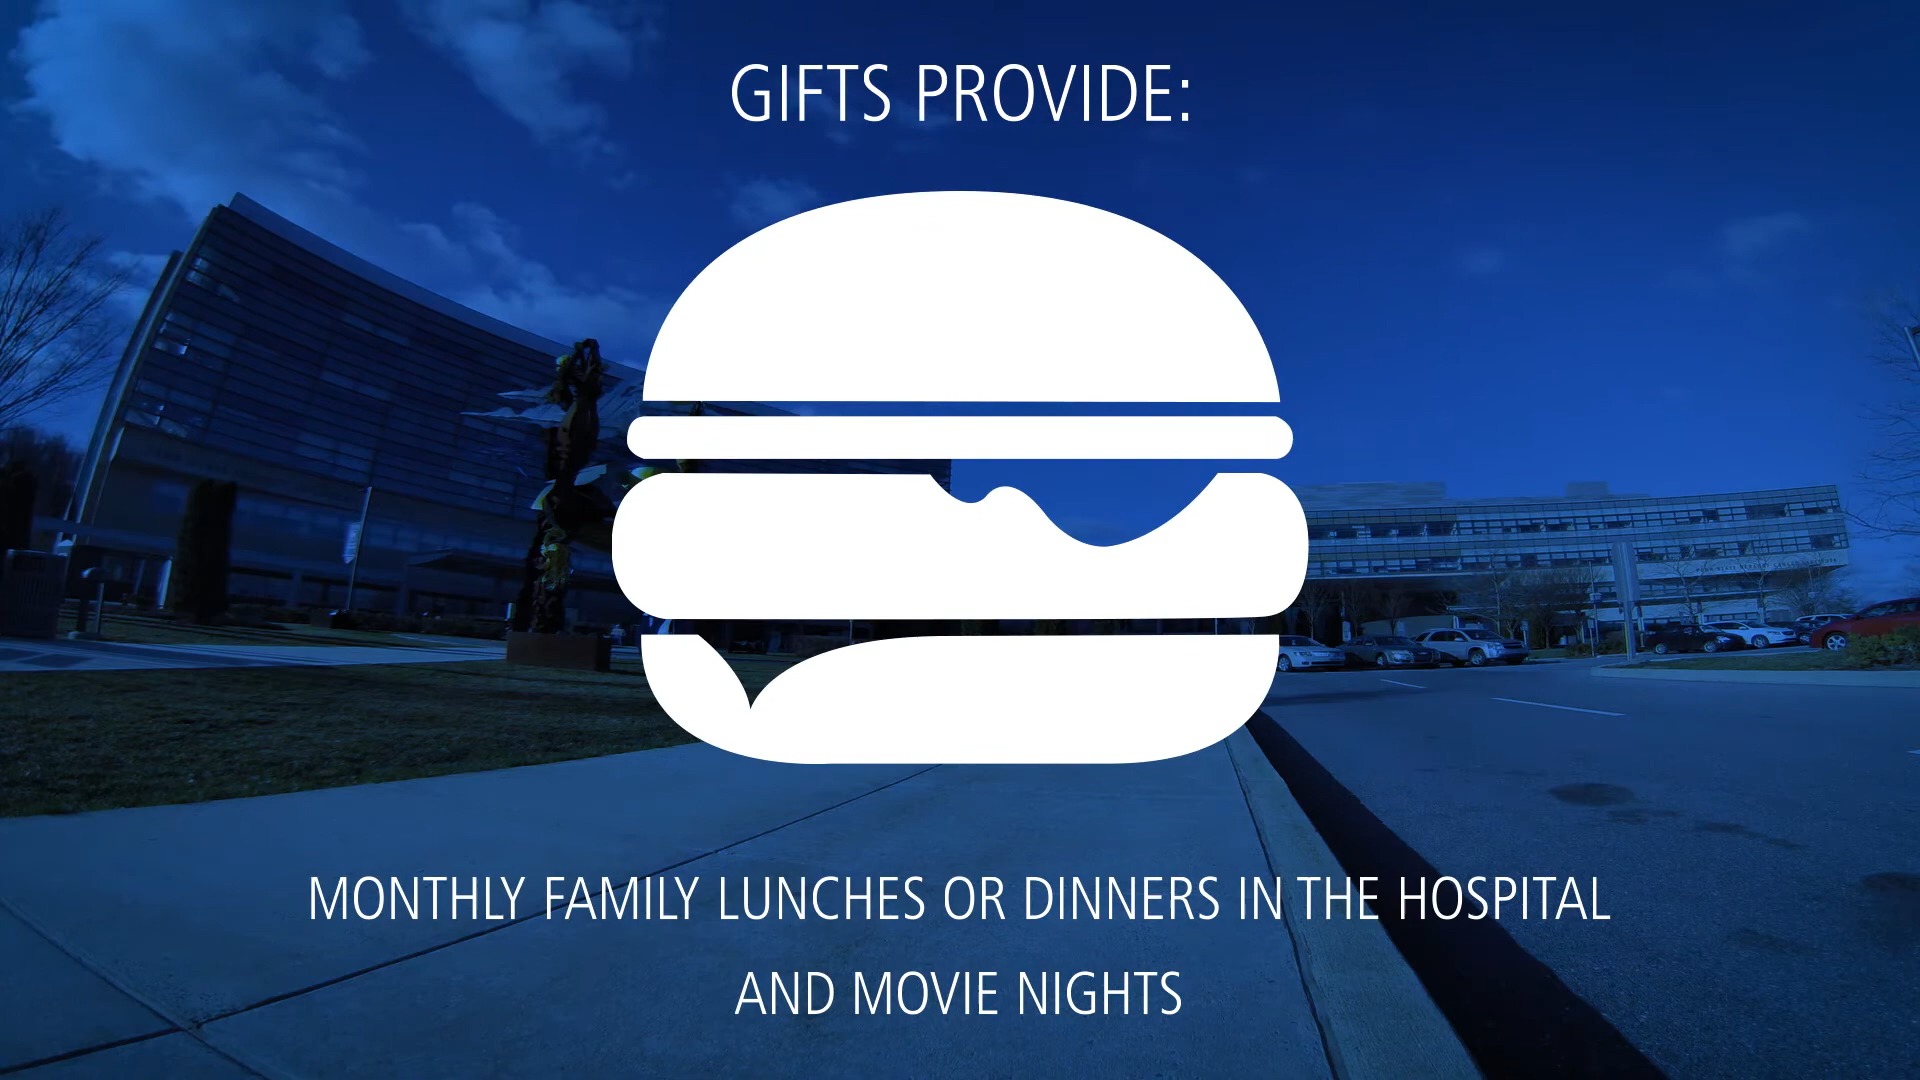 GIFTS PROVIDE:
MONTHLY FAMILY LUNCHES OR DINNERS IN THE HOSPITAL
AND MOVIE NIGHTS